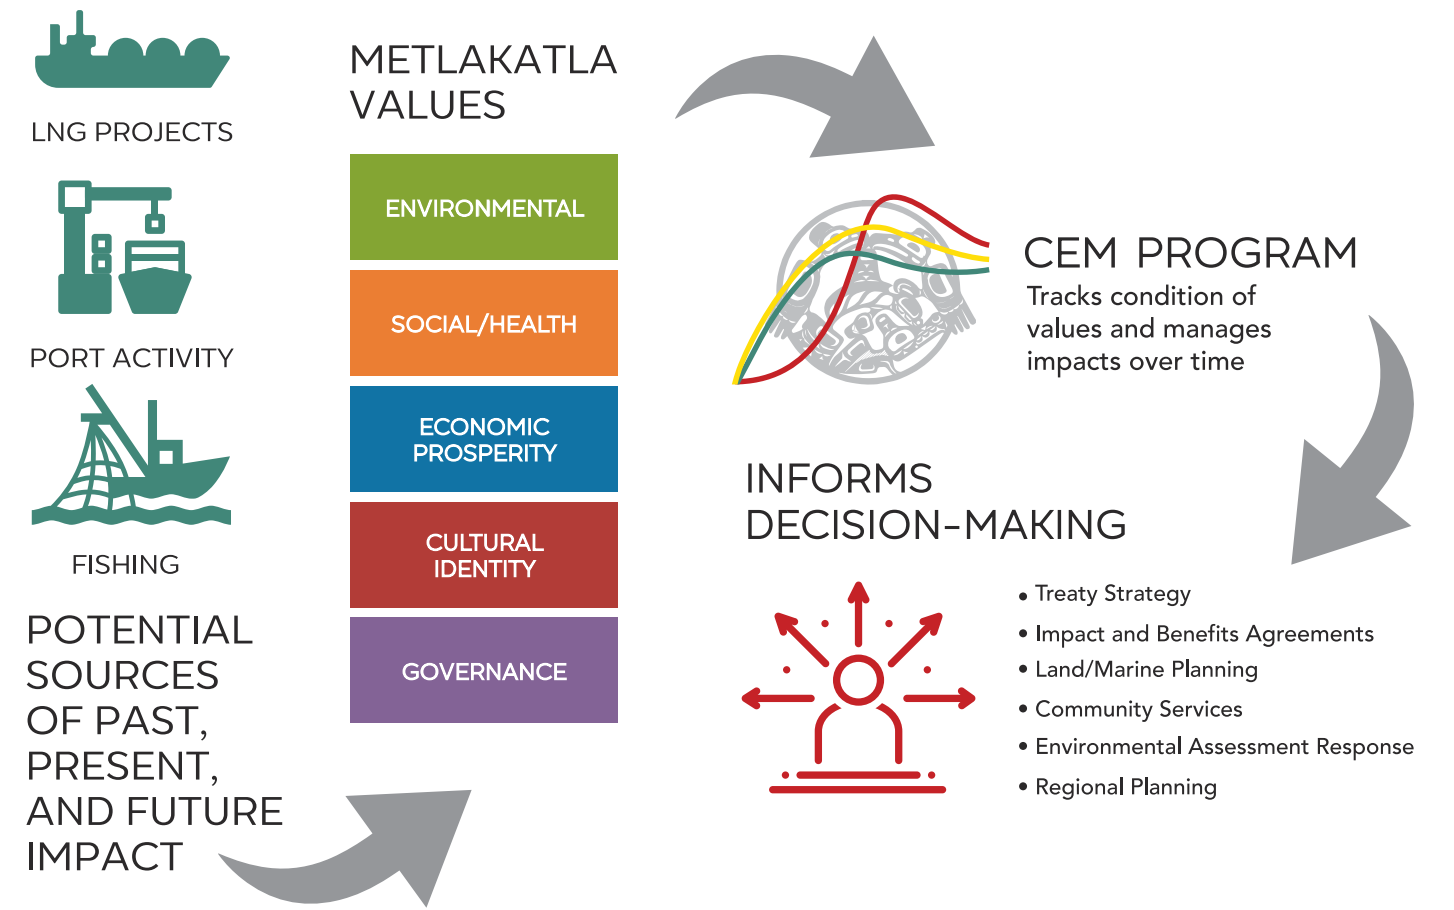 LNG PROJECTS
PORT ACTIVITY
FISHING
POTENTIAL
SOURCES
OF PAST,
PRESENT,
AND FUTURE
IMPACT
METLAKATLA
VALUES
ENVIRONMENTAL
SOCIAL/HEALTH
ECONOMIC
PROSPERITY
CULTURAL
IDENTITY
GOVERNANCE
CEM PROGRAM
Tracks condition of
values and manages
impacts over time
INFORMS
DECISION-MAKING
• Treaty Strategy
• Impact and Benefits Agreements
• Land/Marine Planning
• Community Services
• Environmental Assessment Response
• Regional Planning